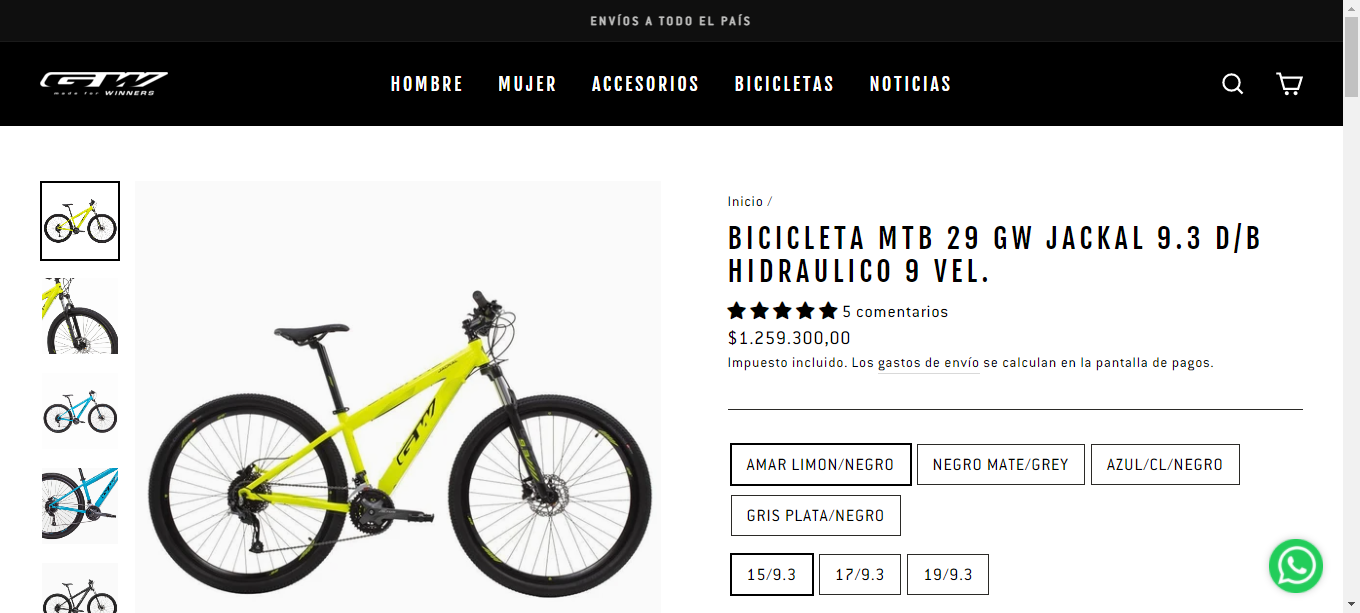 ENVÍOS A TODO EL PAÍS
GW
made for WINNERS
HOMBRE MUJER ACCESORIOS BICICLETAS NOTICIAS
Inicio /
BICICLETA MTB 29 GW JACKAL 9.3 D/B
HIDRAULICO 9 VEL.
5 comentarios
$1.259.300,00
Impuesto incluido. Los gastos de envío se calculan en la pantalla de pagos.
AMAR LIMON/NEGRO NEGRO MATE/GREY AZUL/CL/NEGRO
GRIS PLATA/NEGRO
15/9.3 17/9.3 19/9.3
JACKAL
GW